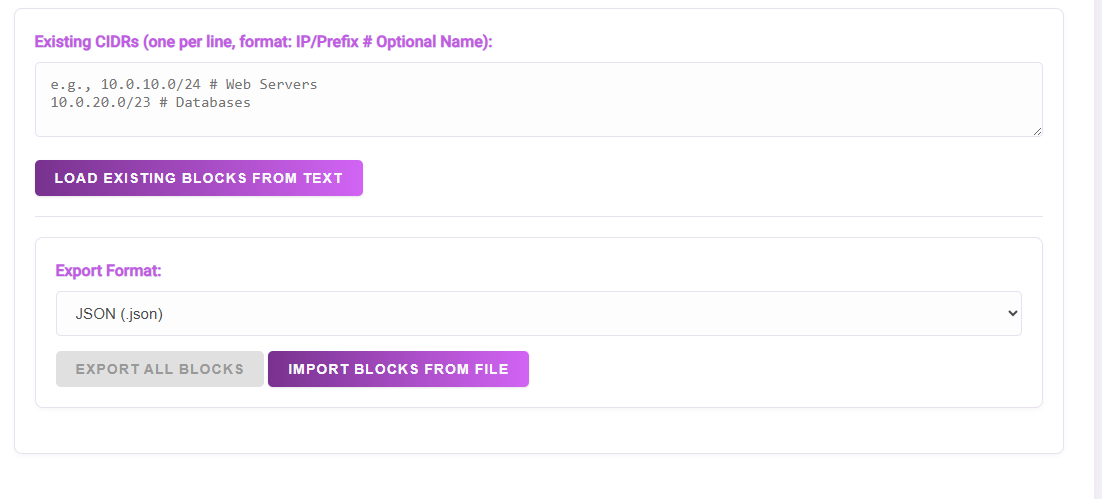 Existing CIDRs (one per line, format: IP/Prefix # Optional Name):
e.g., 10.0.10.0/24 # Web Servers
10.0.20.0/23 # Databases
LOAD EXISTING BLOCKS FROM TEXT
Export Format:
JSON (.json)
EXPORT ALL BLOCKS IMPORT BLOCKS FROM FILE